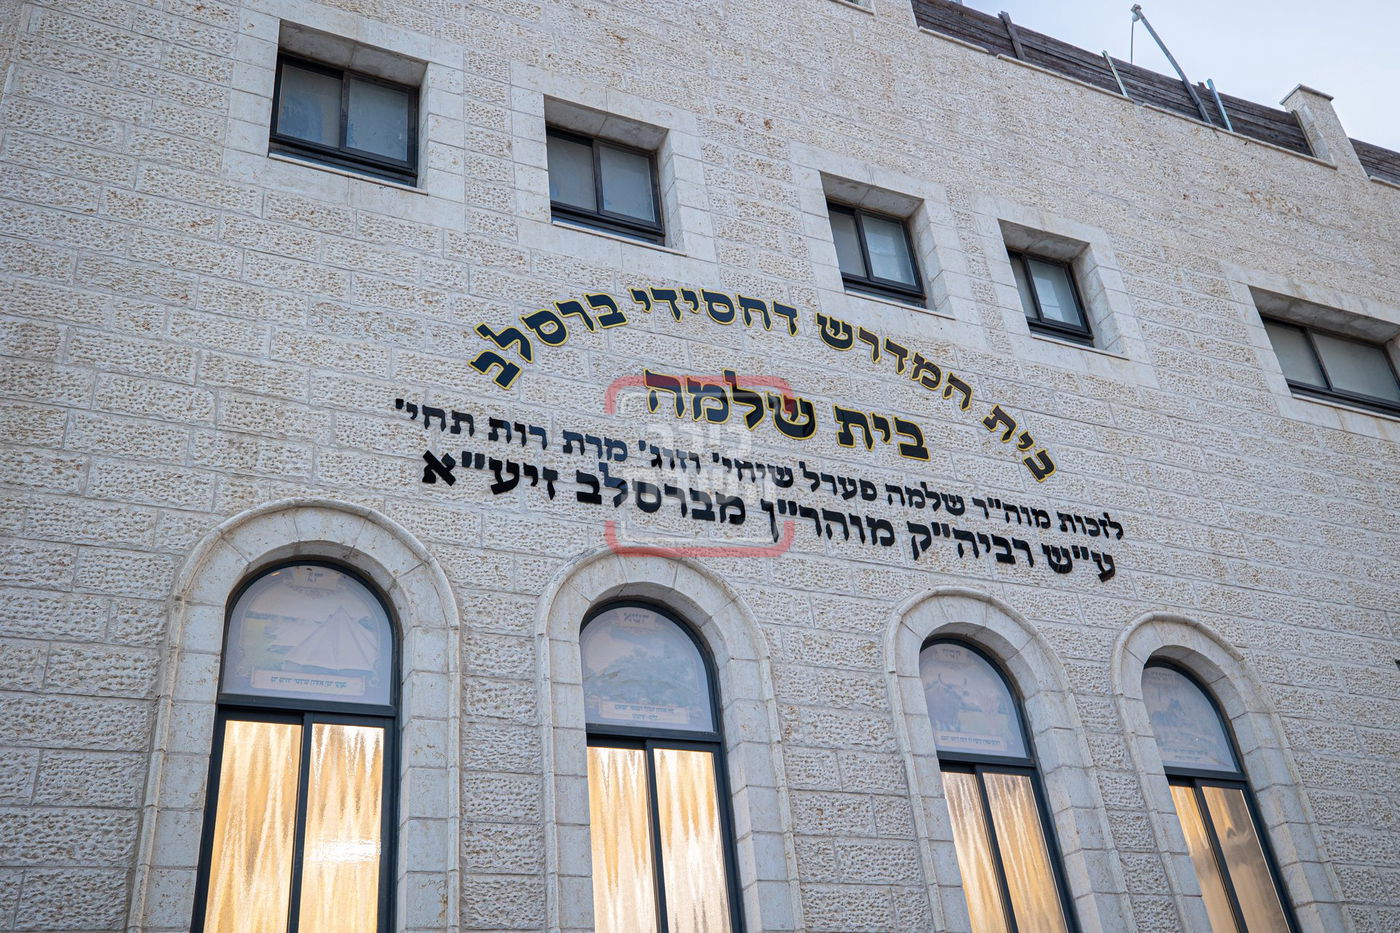 בית המדרש דחסידי ברסלב
בית שלמה
לזכות מוה״ר שלמה פערל שיחי׳ וזוג׳ מרת רות תחי׳
ע״ש רביה״ק מוהר״ן מברסלב זיע״א